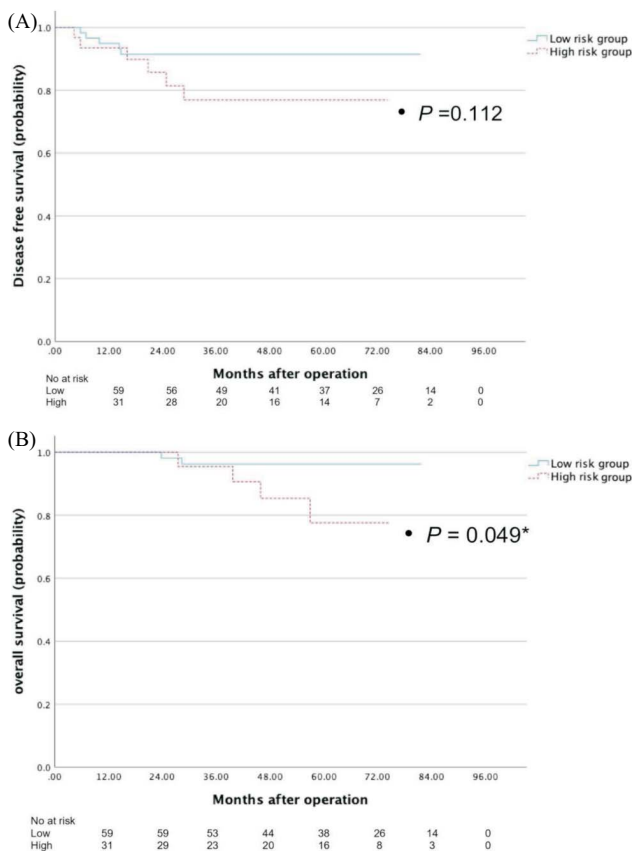 (A)
1.0
0.8
0.6
0.4
0.2
0.0
Disease free survival (probability)
Low risk group
High risk group
• P =0.112
.00 12.00 24.00 36.00 48.00 60.00 72.00 84.00 96.00
Months after operation
No at risk
Low 59 56 49 41 37 26 14 0
High 31 28 20 16 14 7 2 0
(B)
1.0
0.8
0.6
0.4
0.2
0.0
overall survival (probability)
Low risk group
High risk group
• P = 0.049*
.00 12.00 24.00 36.00 48.00 60.00 72.00 84.00 96.00
Months after operation
No at risk
Low 59 59 53 44 38 26 14 0
High 31 29 23 20 16 8 3 0